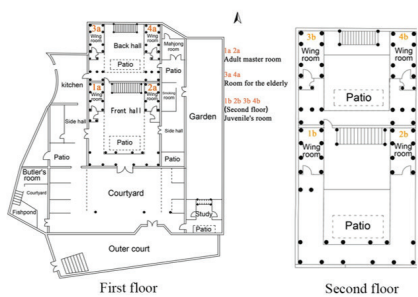 3a
4a
Wing
room
Back hall
Wing
room
Mahjong
room
Patio
Patio
kitchen
1a
2a
Wing
room
Front hall
Wing
room
Side hall
Side hall
Patio
Patio
Patio
Garden
Butler's
room
Courtyard
Courtyard
Fishpond
Study
Patio
Outer court
First floor
1a 2a
Adult master room
3a 4a
Room for the elderly
1b 2b 3b 4b
(Second floor)
Juvenile's room
3b
4b
Wing
room
Wing
room
Patio
1b
2b
Wing
room
Wing
room
Patio
Second floor